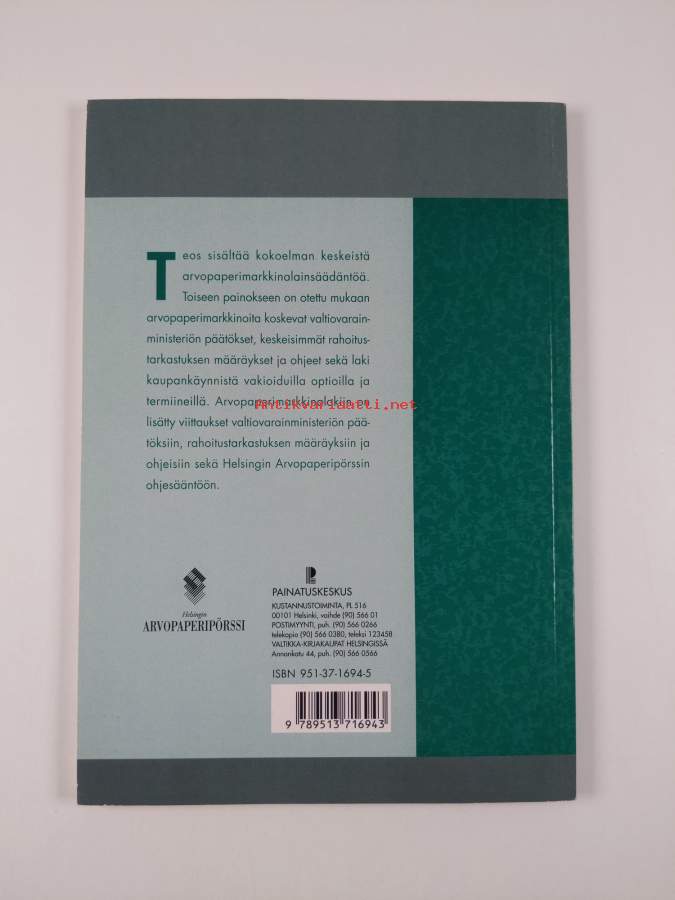 Teos sisältää kokoelman keskeistä
arvopaperimarkkinalainsäädäntöä.
Toiseen painokseen on otettu mukaan
arvopaperimarkkinoita koskevat valtiovarain-
ministeriön päätökset, keskeisimmät rahoitus-
tarkastuksen määräykset ja ohjeet sekä laki
kaupankäynnistä vakioiduilla optioilla ja
termiineillä. Arvopaperimarkkinalakiin on
Antikvariaatti.net
lisätty viittaukset valtiovarainministeriön pää-
töksiin, rahoitustarkastuksen määräyksiin ja
ohjeisiin sekä Helsingin Arvopaperipörssin
ohjesääntöön.
Helsingin
ARVOPAPERIPÖRSSI
PAINATUSKESKUS
KUSTANNUSTOIMINTA, PL 516
00101 Helsinki, vaihde (90) 566 01
POSTIMYYNTI, puh. (90) 566 0266
telekopio (90) 566 0380, teleksi 123458
VALTIKKA-KIRJAKAUPAT HELSINGISSÄ
Annankatu 44, puh. (90) 566 0566
ISBN 951-37-1694-5
9 789513 716943